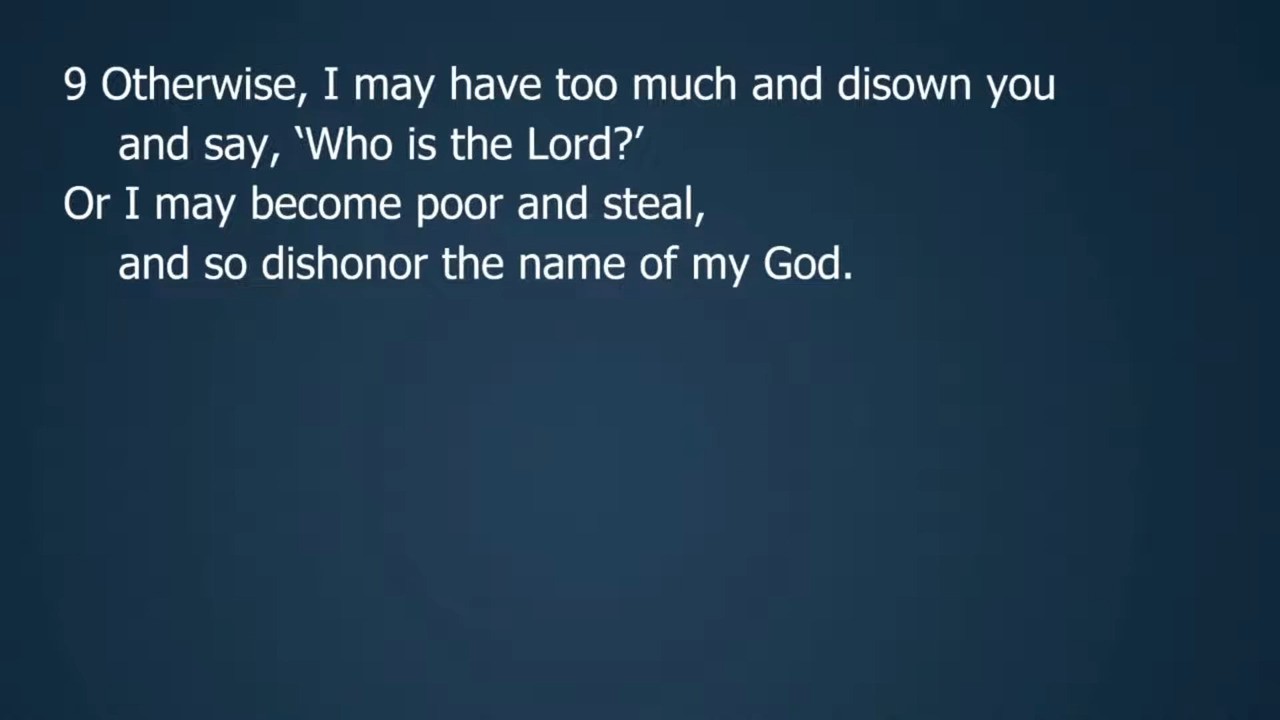 9 Otherwise, I may have too much and disown you
and say, ‘Who is the Lord?’
Or I may become poor and steal,
and so dishonor the name of my God.